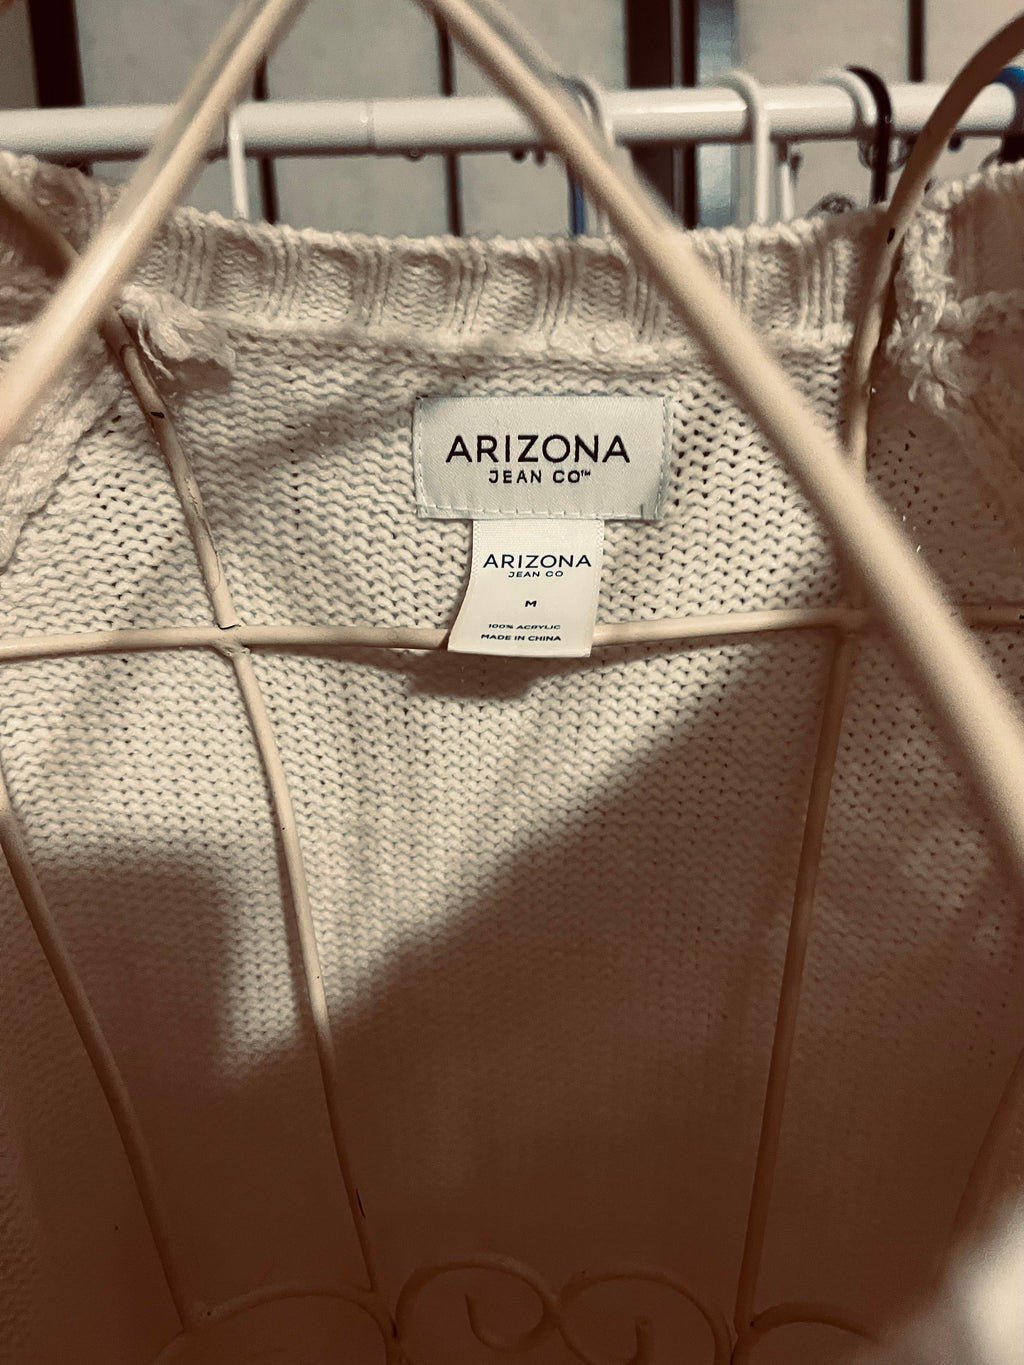 ARIZONA
JEAN CO™
ARIZONA
JEAN CO
M
100% ACRYLIC
MADE IN CHINA